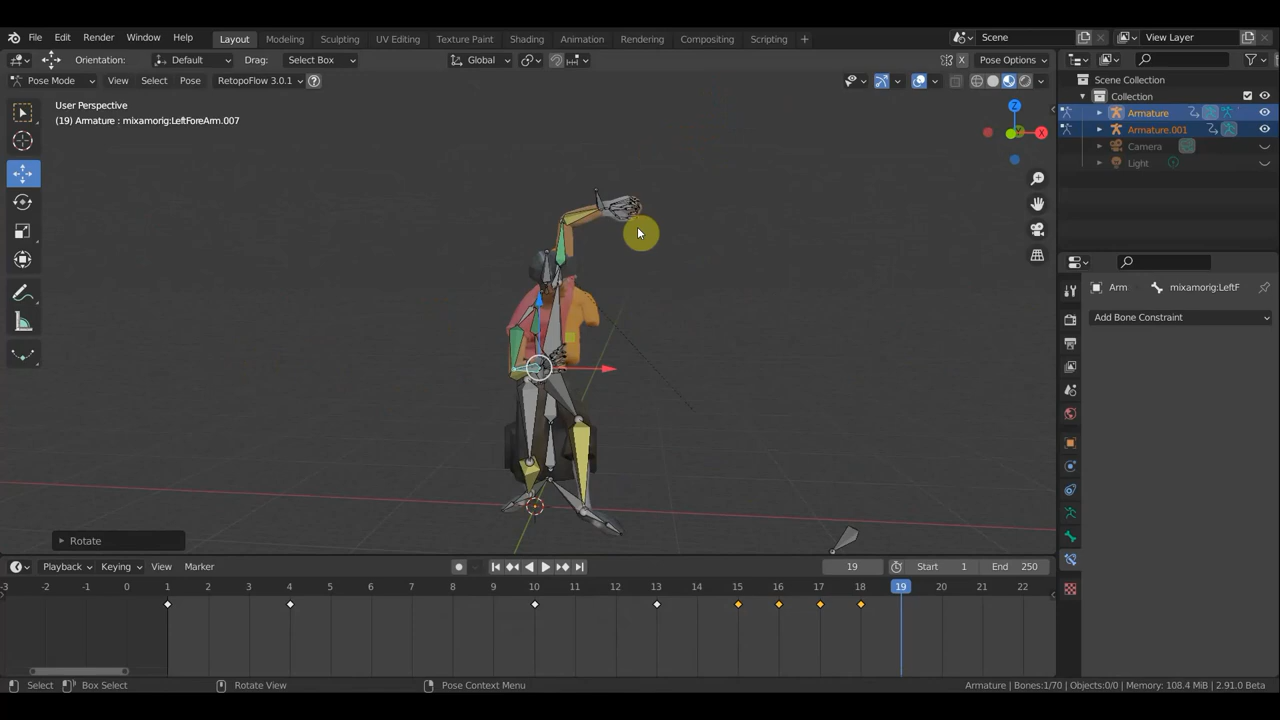 File Edit Render Window Help Layout Modeling Sculpting UV Editing Texture Paint Shading Animation Rendering Compositing Scripting + Scene View Layer
Orientation: Default Drag: Select Box Global Pose Options
Pose Mode View Select Pose RetopoFlow 3.0.1 ?
Scene Collection
Collection
Armature
Armature.001
Camera
Light
User Perspective
(19) Armature : mixamorig:LeftForeArm.007
Z
X
Arm mixamorig:LeftF
Add Bone Constraint
Rotate
Playback Keying View Marker 19 Start 1 End 250
-3 -2 -1 0 1 2 3 4 5 6 7 8 9 10 11 12 13 14 15 16 17 18 19 20 21 22
Select Box Select Rotate View Pose Context Menu Armature | Bones:1/70 | Objects:0/0 | Memory: 108.4 MiB | 2.91.0 Beta